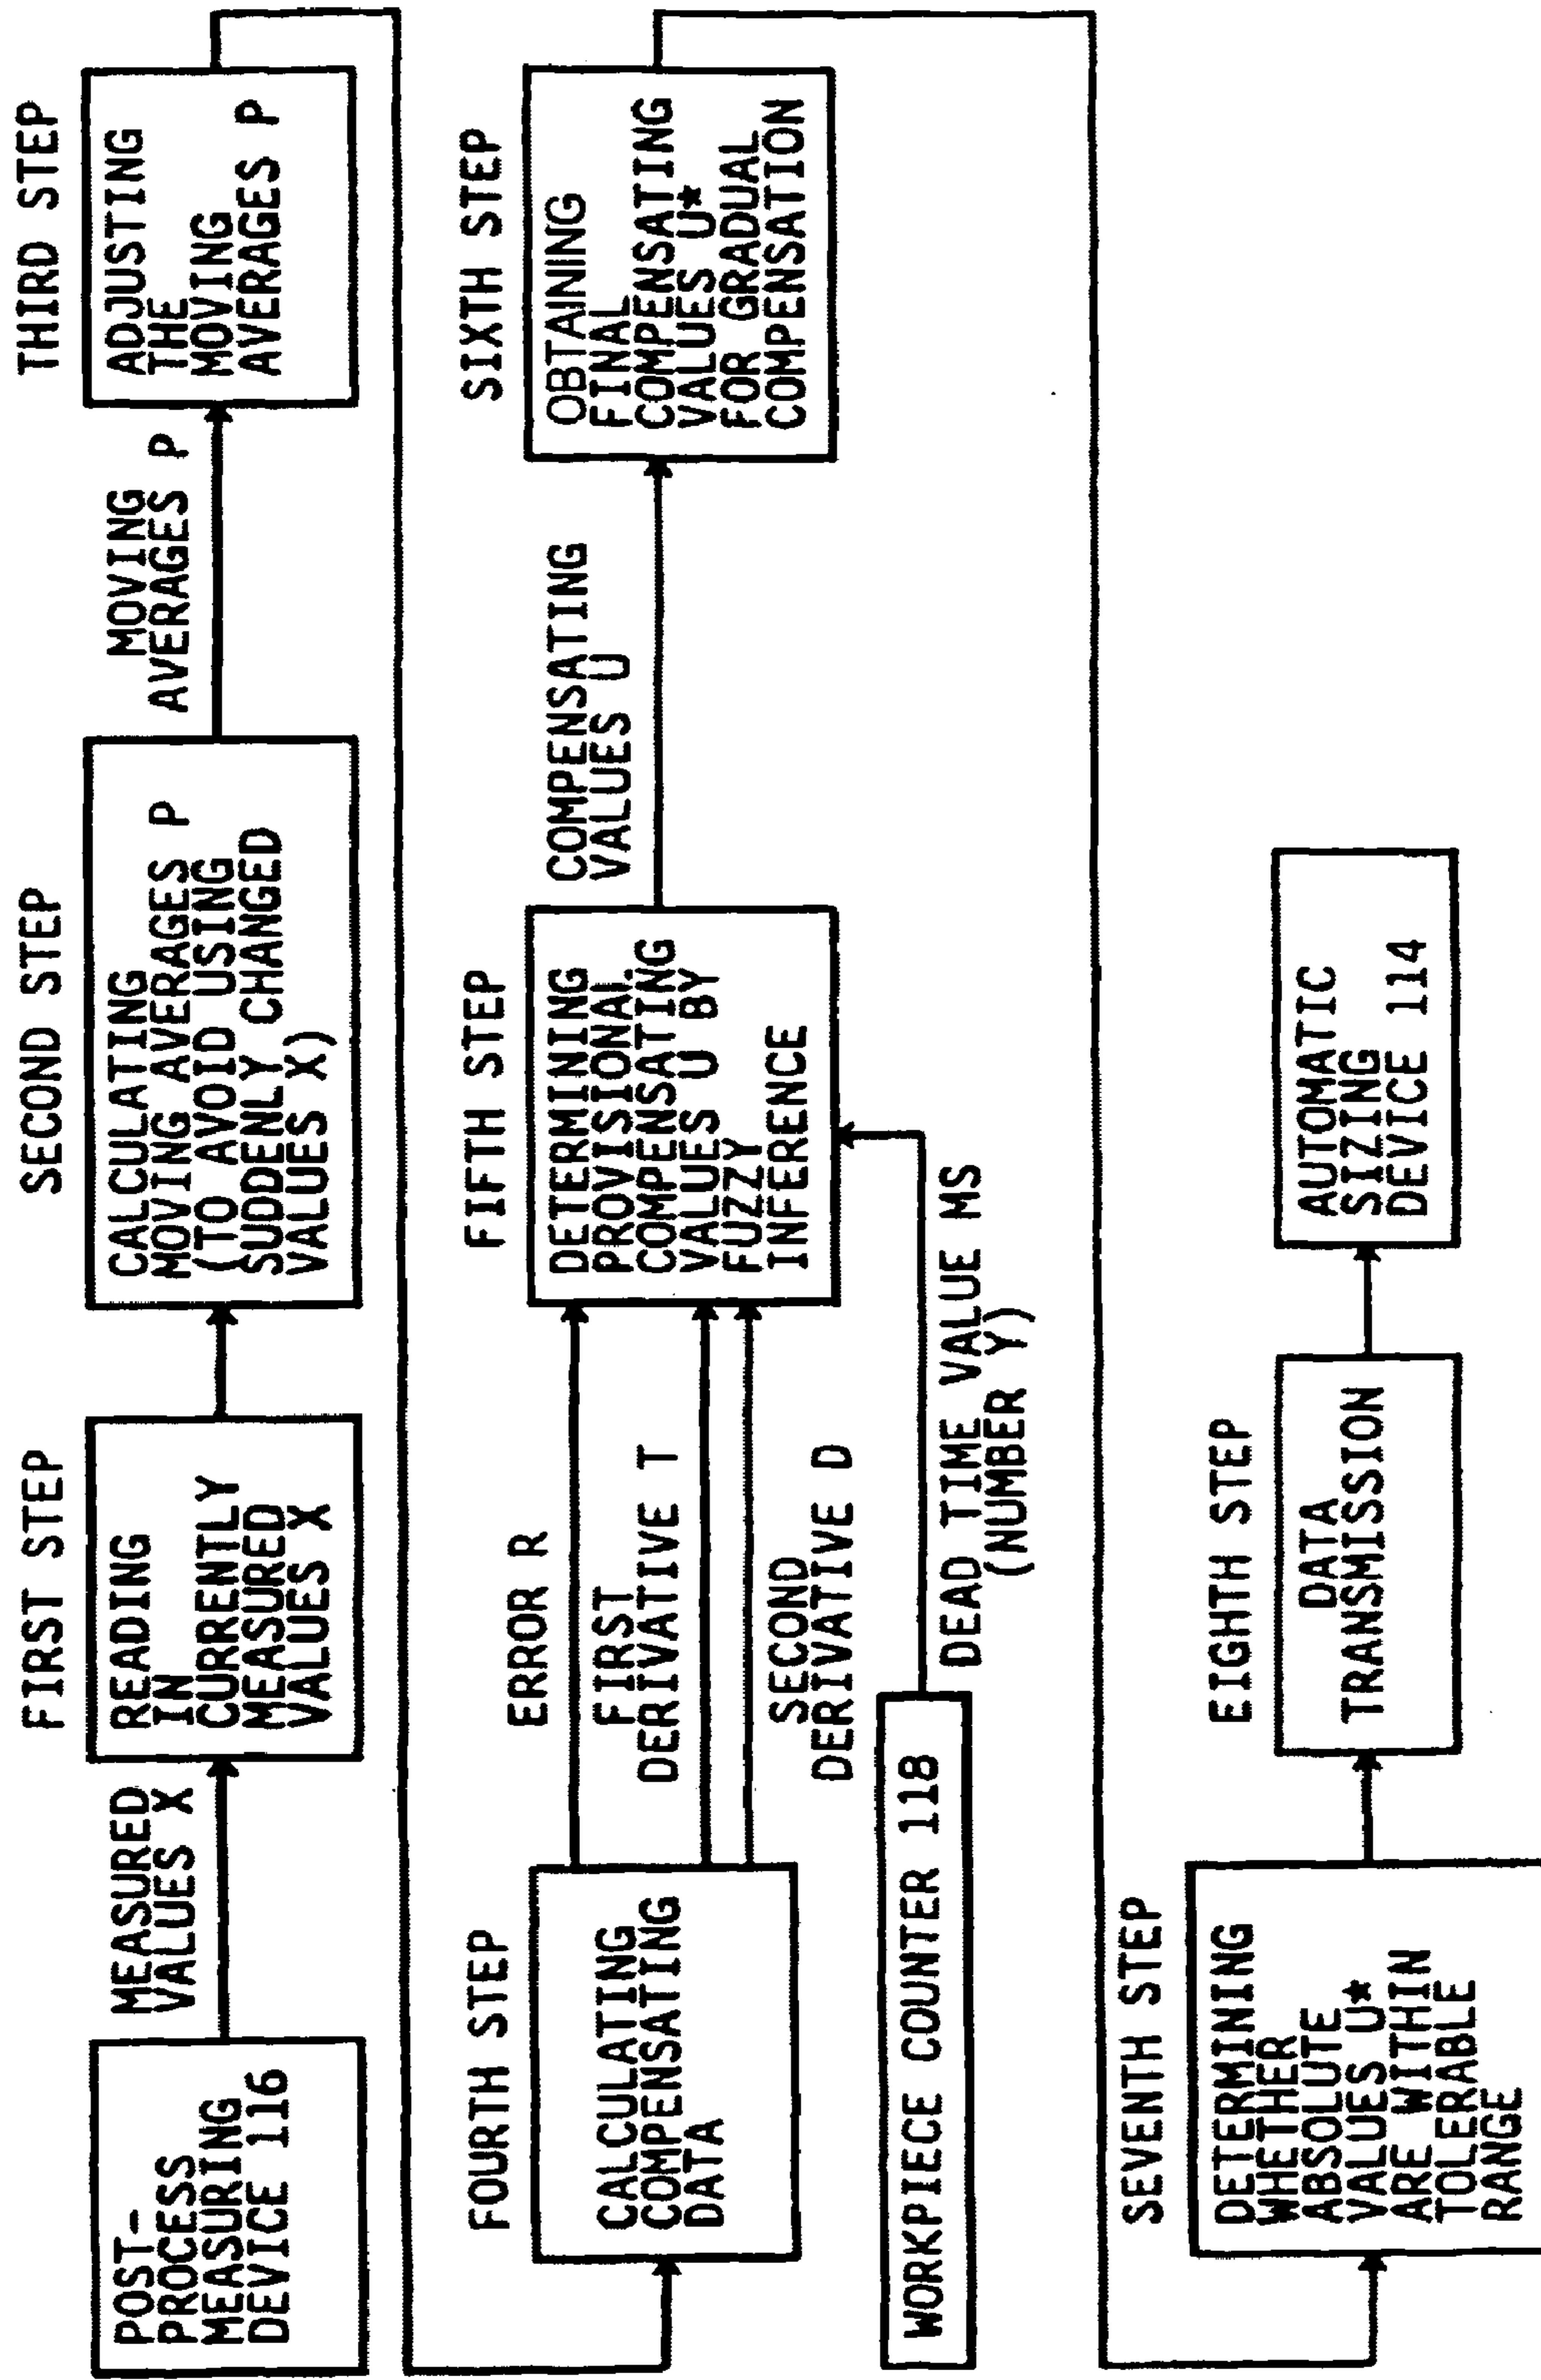 POST-
PROCESS
MEASURING
DEVICE 116
MEASURED
VALUES X
FIRST STEP
READING
IN
CURRENTLY
MEASURED
VALUES X
SECOND STEP
CALCULATING
MOVING AVERAGES P
(TO AVOID USING
SUDDENLY CHANGED
VALUES X)
MOVING
AVERAGES P
THIRD STEP
ADJUSTING
THE
MOVING
AVERAGES P
FOURTH STEP
CALCULATING
COMPENSATING
DATA
ERROR R
FIRST
DERIVATIVE T
SECOND
DERIVATIVE D
WORKPIECE COUNTER 118
DEAD TIME VALUE MS
(NUMBER Y)
FIFTH STEP
DETERMINING
PROVISIONAL
COMPENSATING
VALUES U BY
FUZZY
INFERENCE
COMPENSATING
VALUES U
SIXTH STEP
OBTAINING
FINAL
COMPENSATING
VALUES U*
FOR GRADUAL
COMPENSATION
SEVENTH STEP
DETERMINING
WHETHER
ABSOLUTE
VALUES U*
ARE WITHIN
TOLERABLE
RANGE
EIGHTH STEP
DATA
TRANSMISSION
AUTOMATIC
SIZING
DEVICE 114